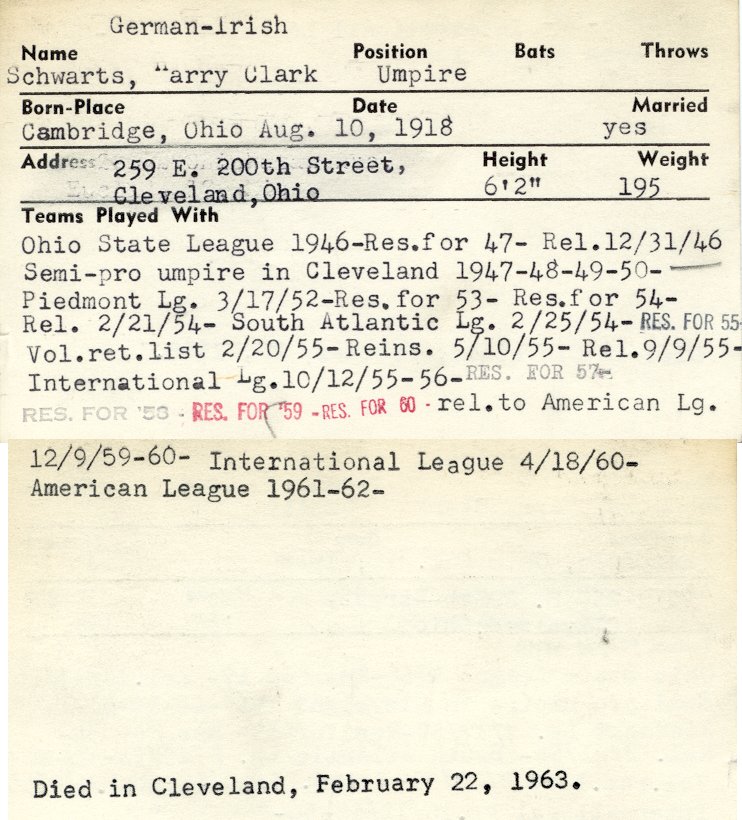 German-Irish
Name Position Bats Throws
Schwarts, "arry Clark Umpire
Born-Place Date Married
Cambridge, Ohio Aug. 10, 1918 yes
Address 259 E. 200th Street, Height Weight
Cleveland,Ohio 6'2" 195
Teams Played With
Ohio State League 1946-Res.for 47- Rel.12/31/46
Semi-pro umpire in Cleveland 1947-48-49-50-
Piedmont Lg. 3/17/52-Res.for 53- Res.for 54-
Rel. 2/21/54- South Atlantic Lg. 2/25/54- RES. FOR 55-
Vol.ret.list 2/20/55-Reins. 5/10/55- Rel.9/9/55-
International Lg.10/12/55-56-RES. FOR 57-
RES. FOR '58 - RES. FOR '59 -RES. FOR 60 -rel.to American Lg.
12/9/59-60- International League 4/18/60-
American League 1961-62-
Died in Cleveland, February 22, 1963.